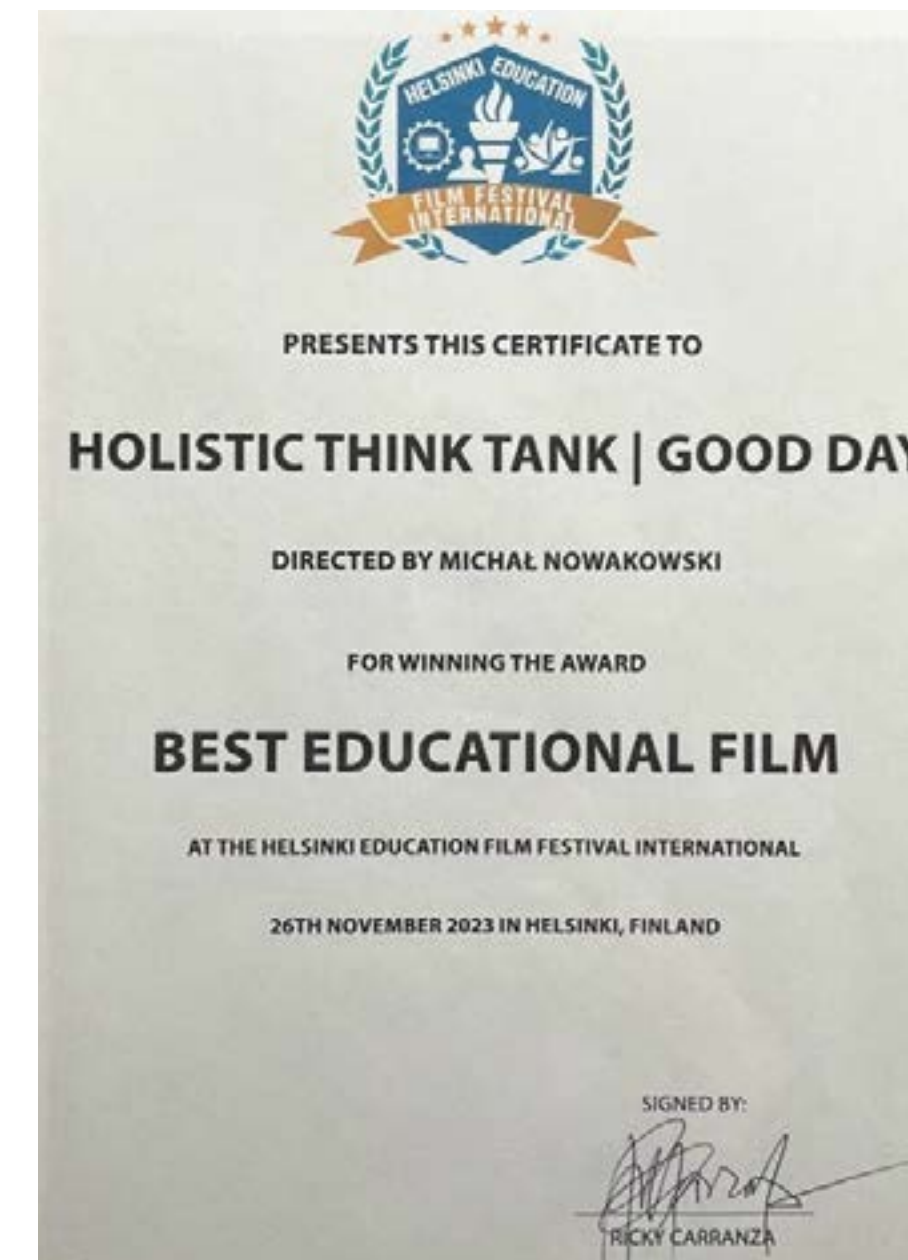 HELSINKI EDUCATION
FILM FESTIVAL
INTERNATIONAL
PRESENTS THIS CERTIFICATE TO
HOLISTIC THINK TANK | GOOD DAY
DIRECTED BY MICHAŁ NOWAKOWSKI
FOR WINNING THE AWARD
BEST EDUCATIONAL FILM
AT THE HELSINKI EDUCATION FILM FESTIVAL INTERNATIONAL
26TH NOVEMBER 2023 IN HELSINKI, FINLAND
SIGNED BY:
RICKY CARRANZA